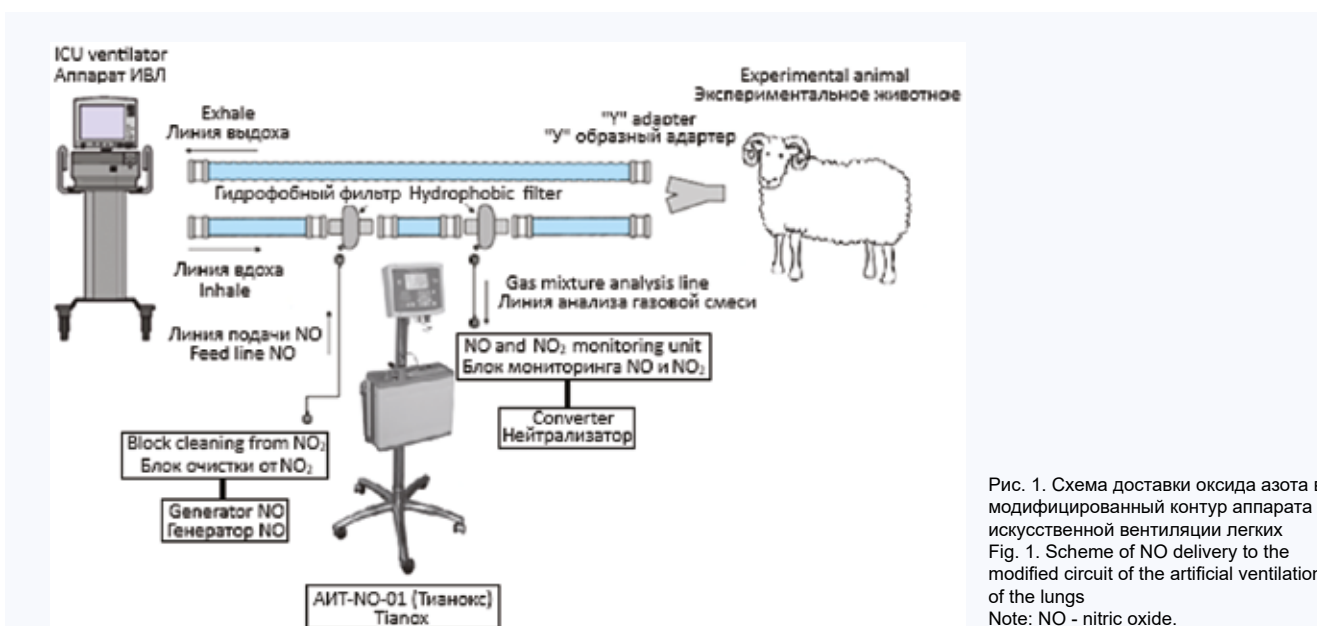 ICU ventilator
Аппарат ИВЛ
Experimental animal
Экспериментальное животное
Exhale
Линия выдоха
"Y" adapter
"У" образный адаптер
Гидрофобный фильтр Hydrophobic filter
Линия вдоха
Inhale
Gas mixture analysis line
Линия анализа газовой смеси
Линия подачи NO
Feed line NO
NO and NO₂ monitoring unit
Блок мониторинга NO и NO₂
Converter
Нейтрализатор
Block cleaning from NO₂
Блок очистки от NO₂
Generator NO
Генератор NO
АИТ-NO-01 (Тианокс)
Tianox
Рис. 1. Схема доставки оксида азота в
модифицированный контур аппарата
искусственной вентиляции легких
Fig. 1. Scheme of NO delivery to the
modified circuit of the artificial ventilation
of the lungs
Note: NO - nitric oxide.